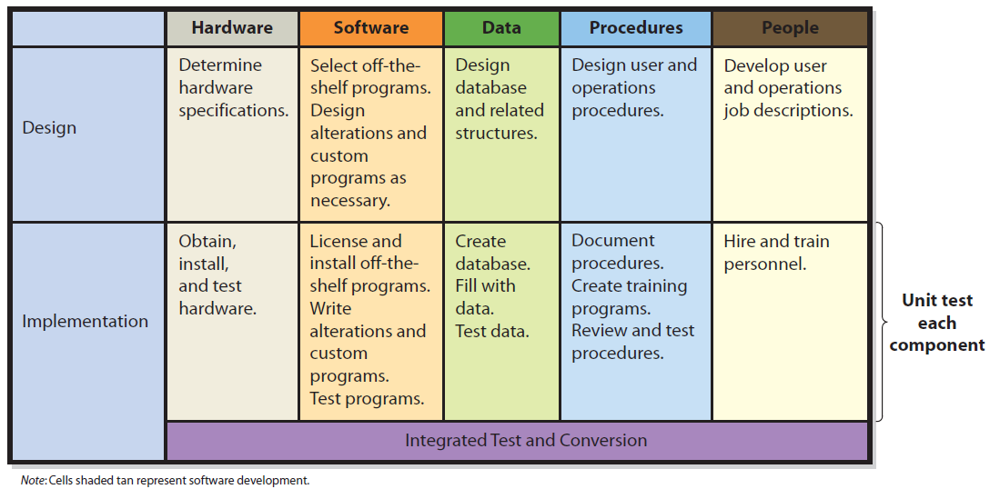 Hardware
Software
Data
Procedures
People
Design
Determine
hardware
specifications.
Select off-the-
shelf programs.
Design
alterations and
custom
programs as
necessary.
Design
database
and related
structures.
Design user and
operations
procedures.
Develop user
and operations
job descriptions.
Implementation
Obtain,
install,
and test
hardware.
License and
install off-the-
shelf programs.
Write
alterations and
custom
programs.
Test programs.
Create
database.
Fill with
data.
Test data.
Document
procedures.
Create training
programs.
Review and test
procedures.
Hire and train
personnel.
Unit test
each
component
Integrated Test and Conversion
Note: Cells shaded tan represent software development.